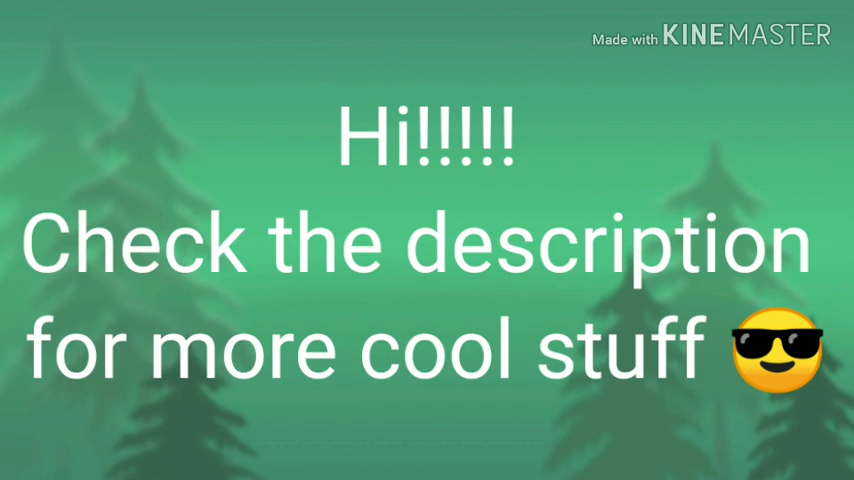 Made with KINEMASTER
Hi!!!!!
Check the description
for more cool stuff 😎